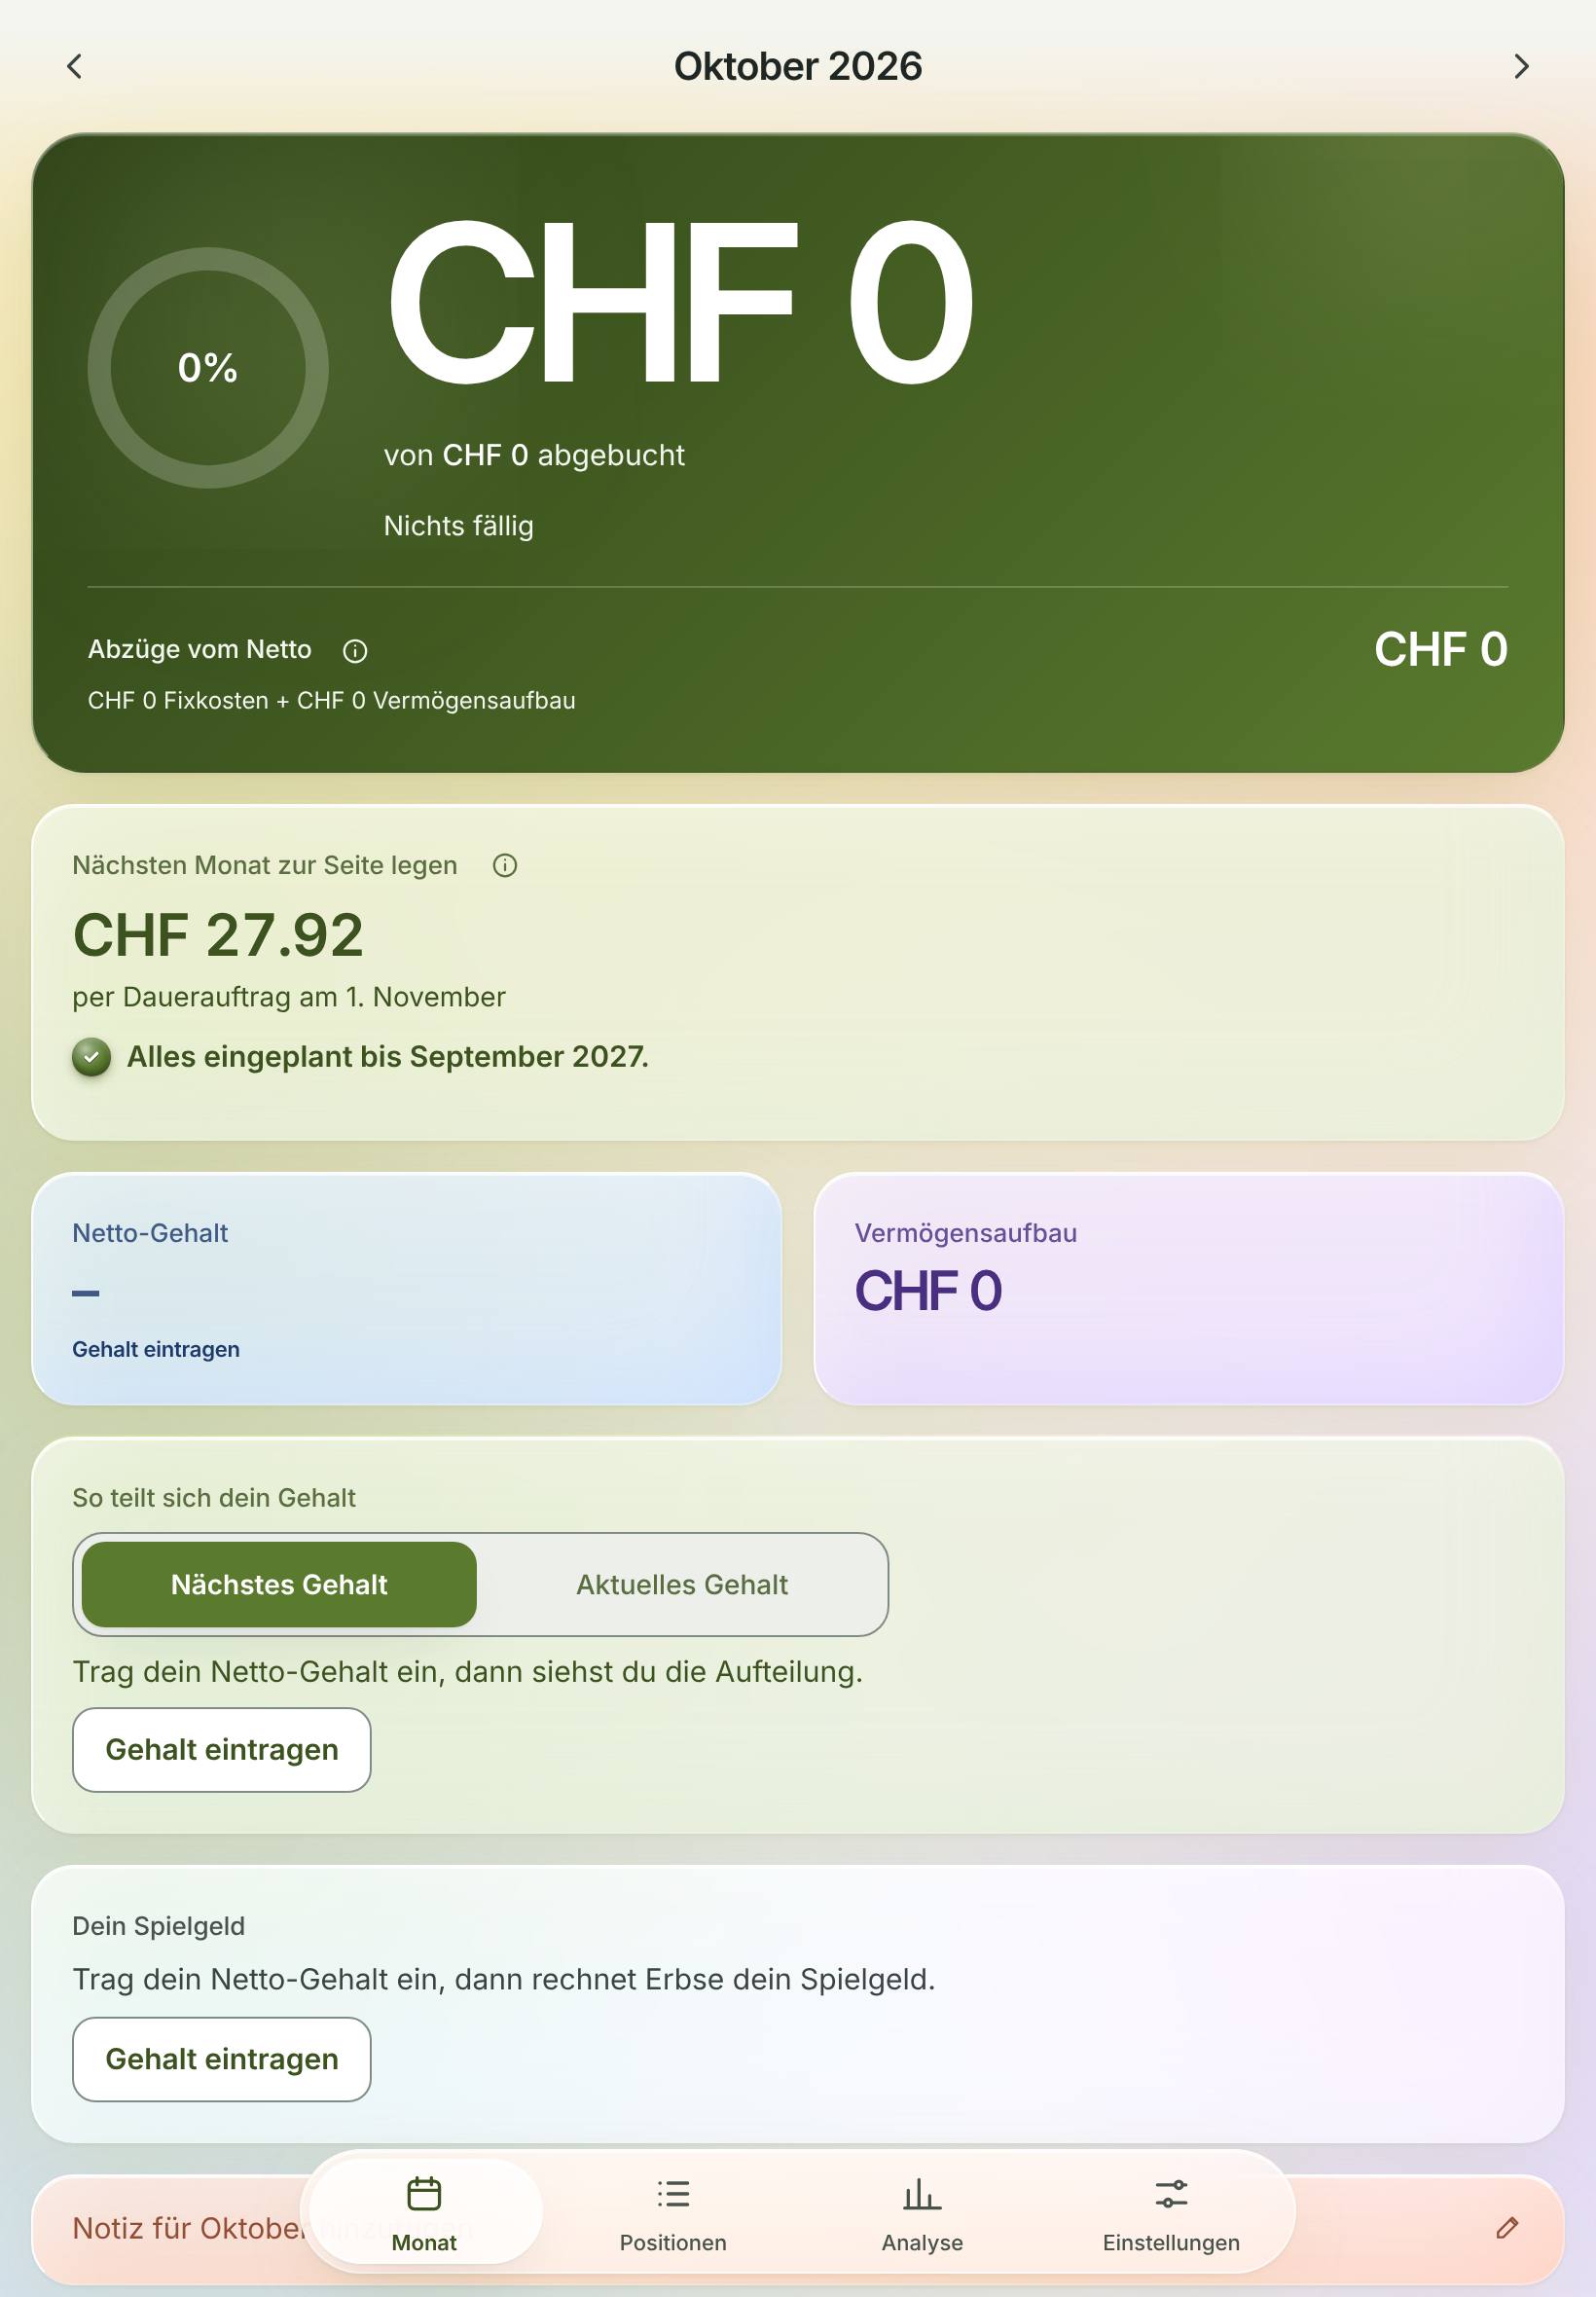 Oktober 2026
CHF 0
0%
von CHF 0 abgebucht
Nichts fällig
Abzüge vom Netto
CHF 0
CHF 0 Fixkosten + CHF 0 Vermögensaufbau
Nächsten Monat zur Seite legen
CHF 27.92
per Dauerauftrag am 1. November
Alles eingeplant bis September 2027.
Netto-Gehalt
–
Gehalt eintragen
Vermögensaufbau
CHF 0
So teilt sich dein Gehalt
Nächstes Gehalt
Aktuelles Gehalt
Trag dein Netto-Gehalt ein, dann siehst du die Aufteilung.
Gehalt eintragen
Dein Spielgeld
Trag dein Netto-Gehalt ein, dann rechnet Erbse dein Spielgeld.
Gehalt eintragen
Notiz für Oktober
Monat
Positionen
Analyse
Einstellungen